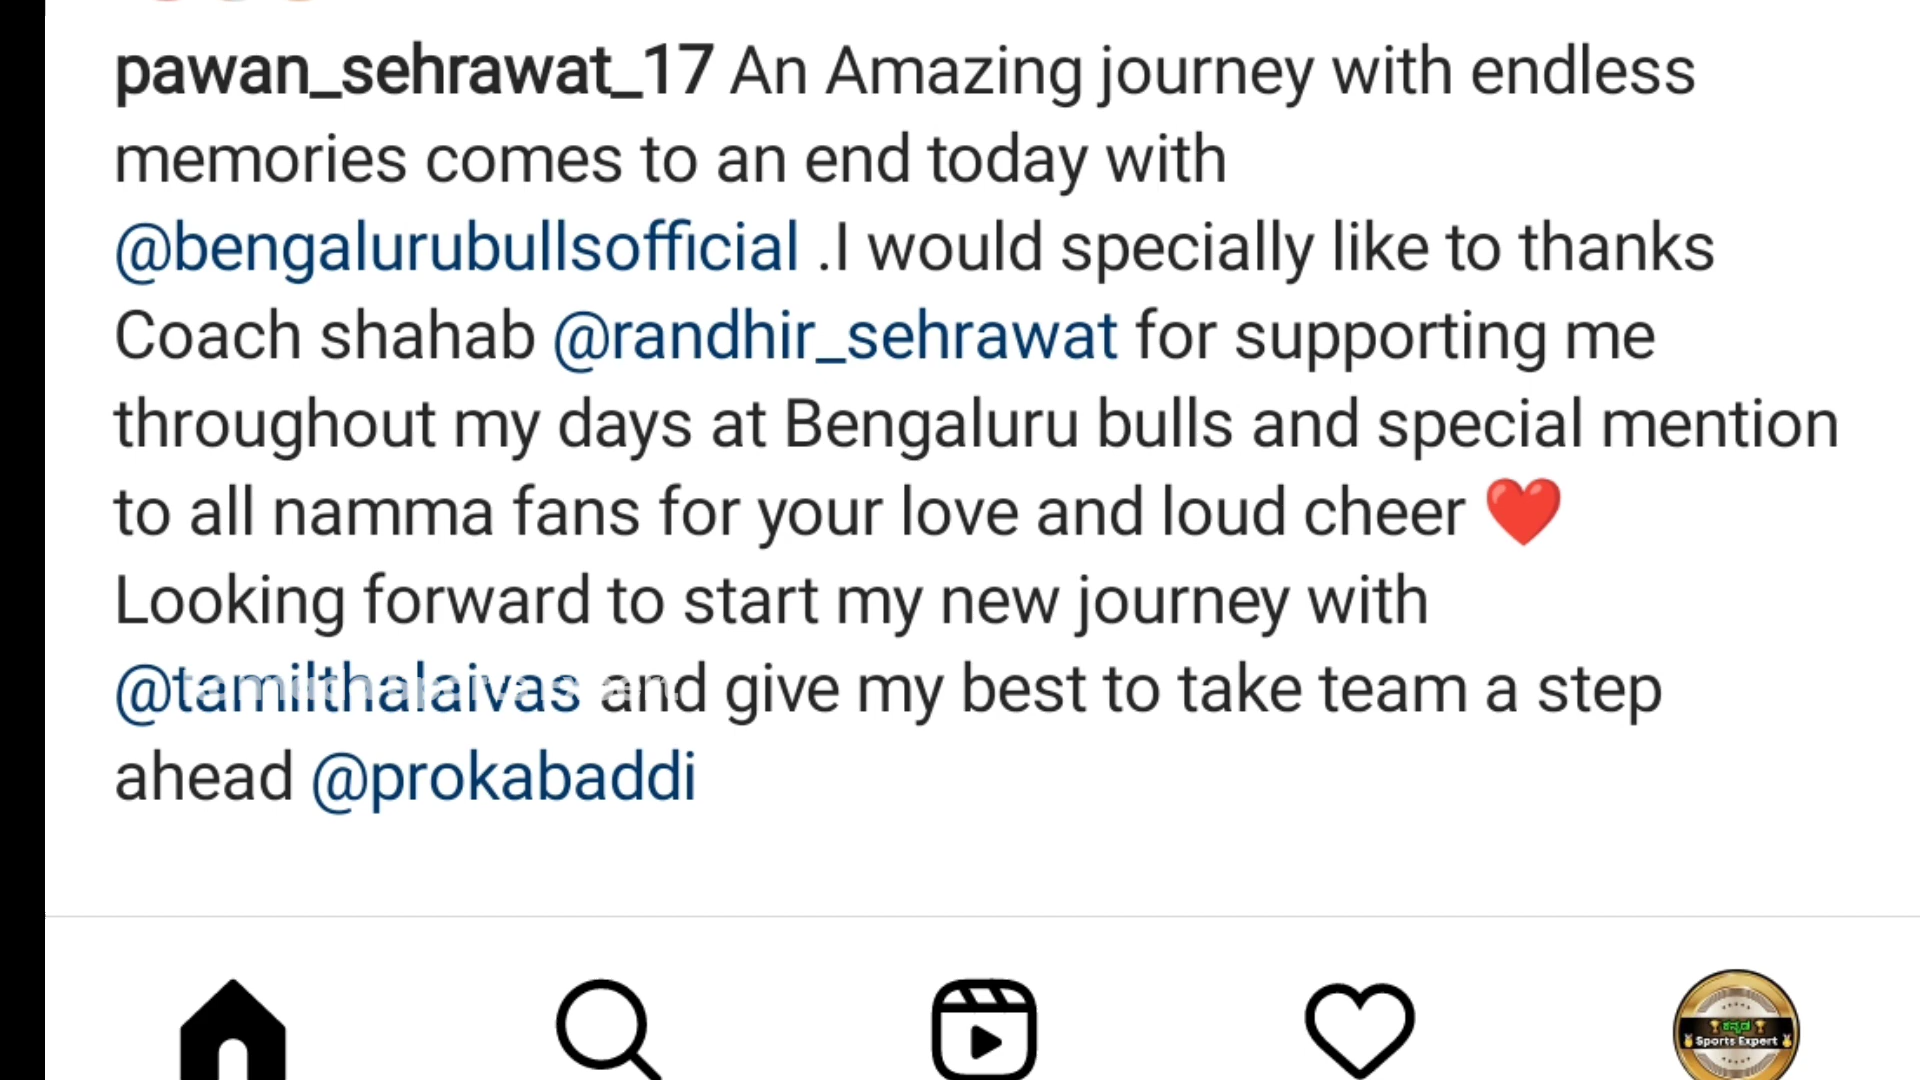 pawan_sehrawat_17 An Amazing journey with endless
memories comes to an end today with
@bengalurubullsofficial .I would specially like to thanks
Coach shahab @randhir_sehrawat for supporting me
throughout my days at Bengaluru bulls and special mention
to all namma fans for your love and loud cheer ❤️
Looking forward to start my new journey with
@tamilthalaivas and give my best to take team a step
ahead @prokabaddi
ಕನ್ನಡ
Sports Expert